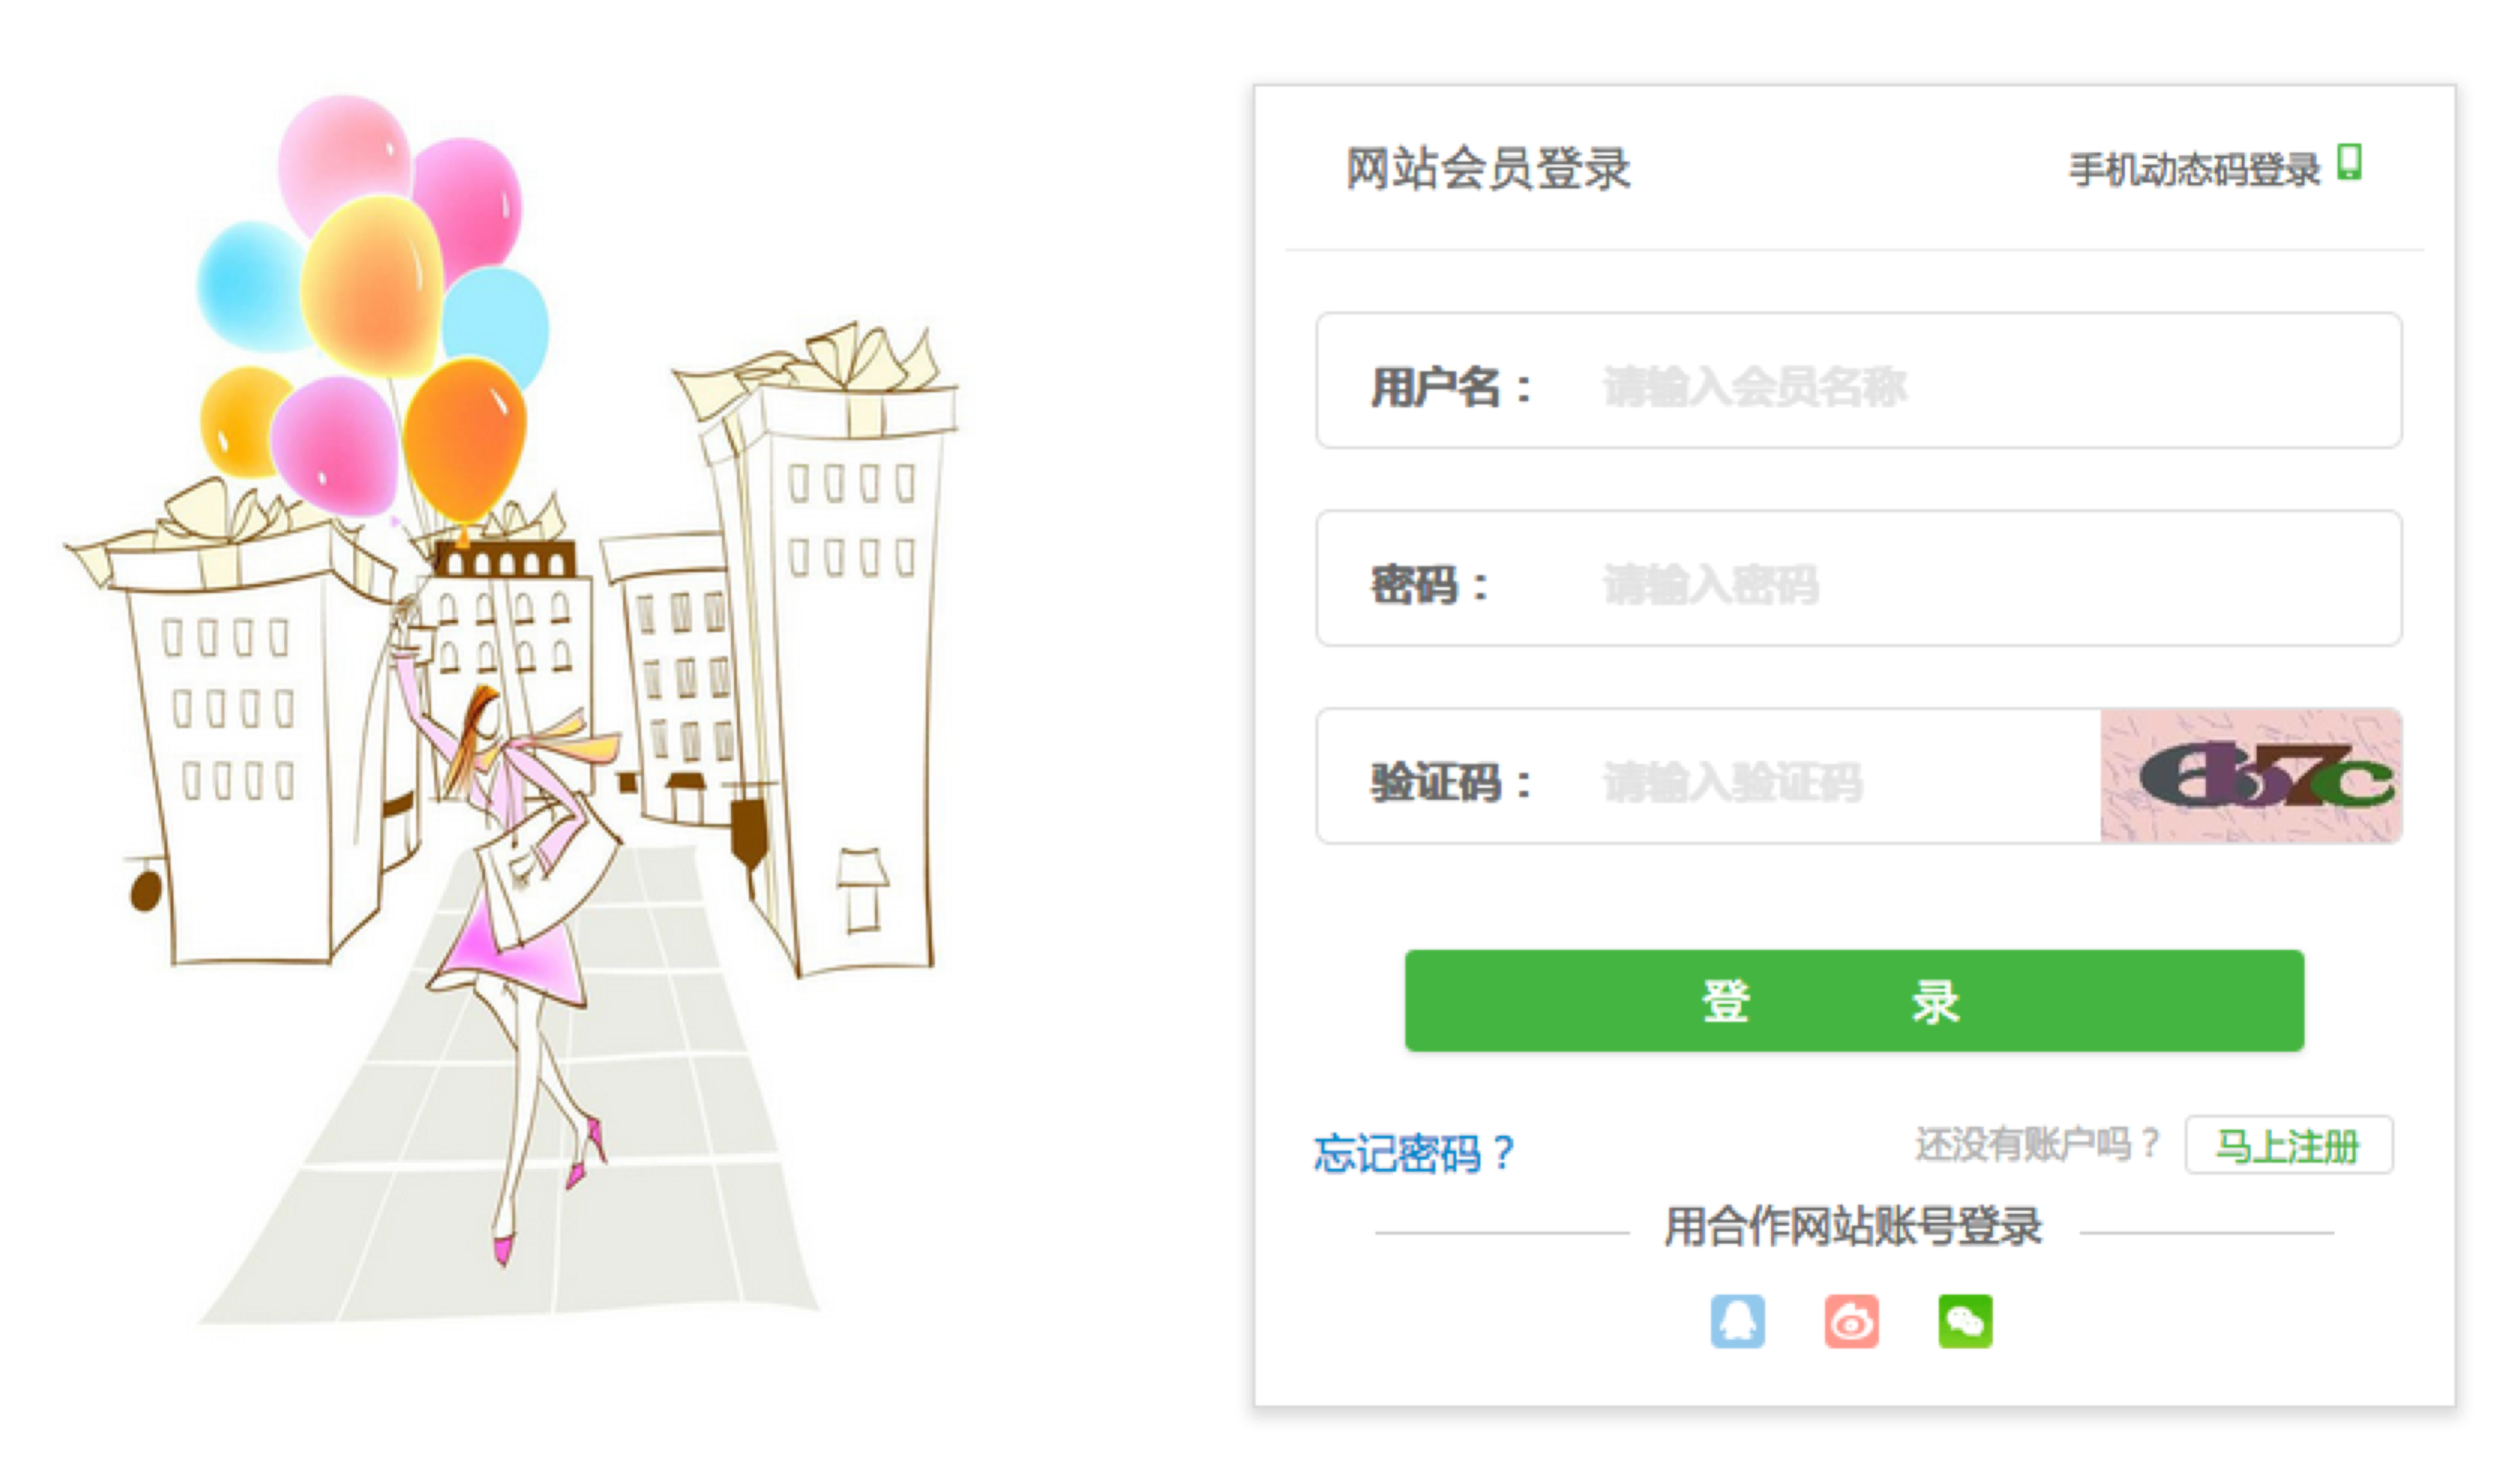 网站会员登录
手机动态码登录
用户名：
请输入会员名称
密码：
请输入密码
验证码：
请输入验证码
登 录
忘记密码？
还没有账户吗？
马上注册
用合作网站账号登录